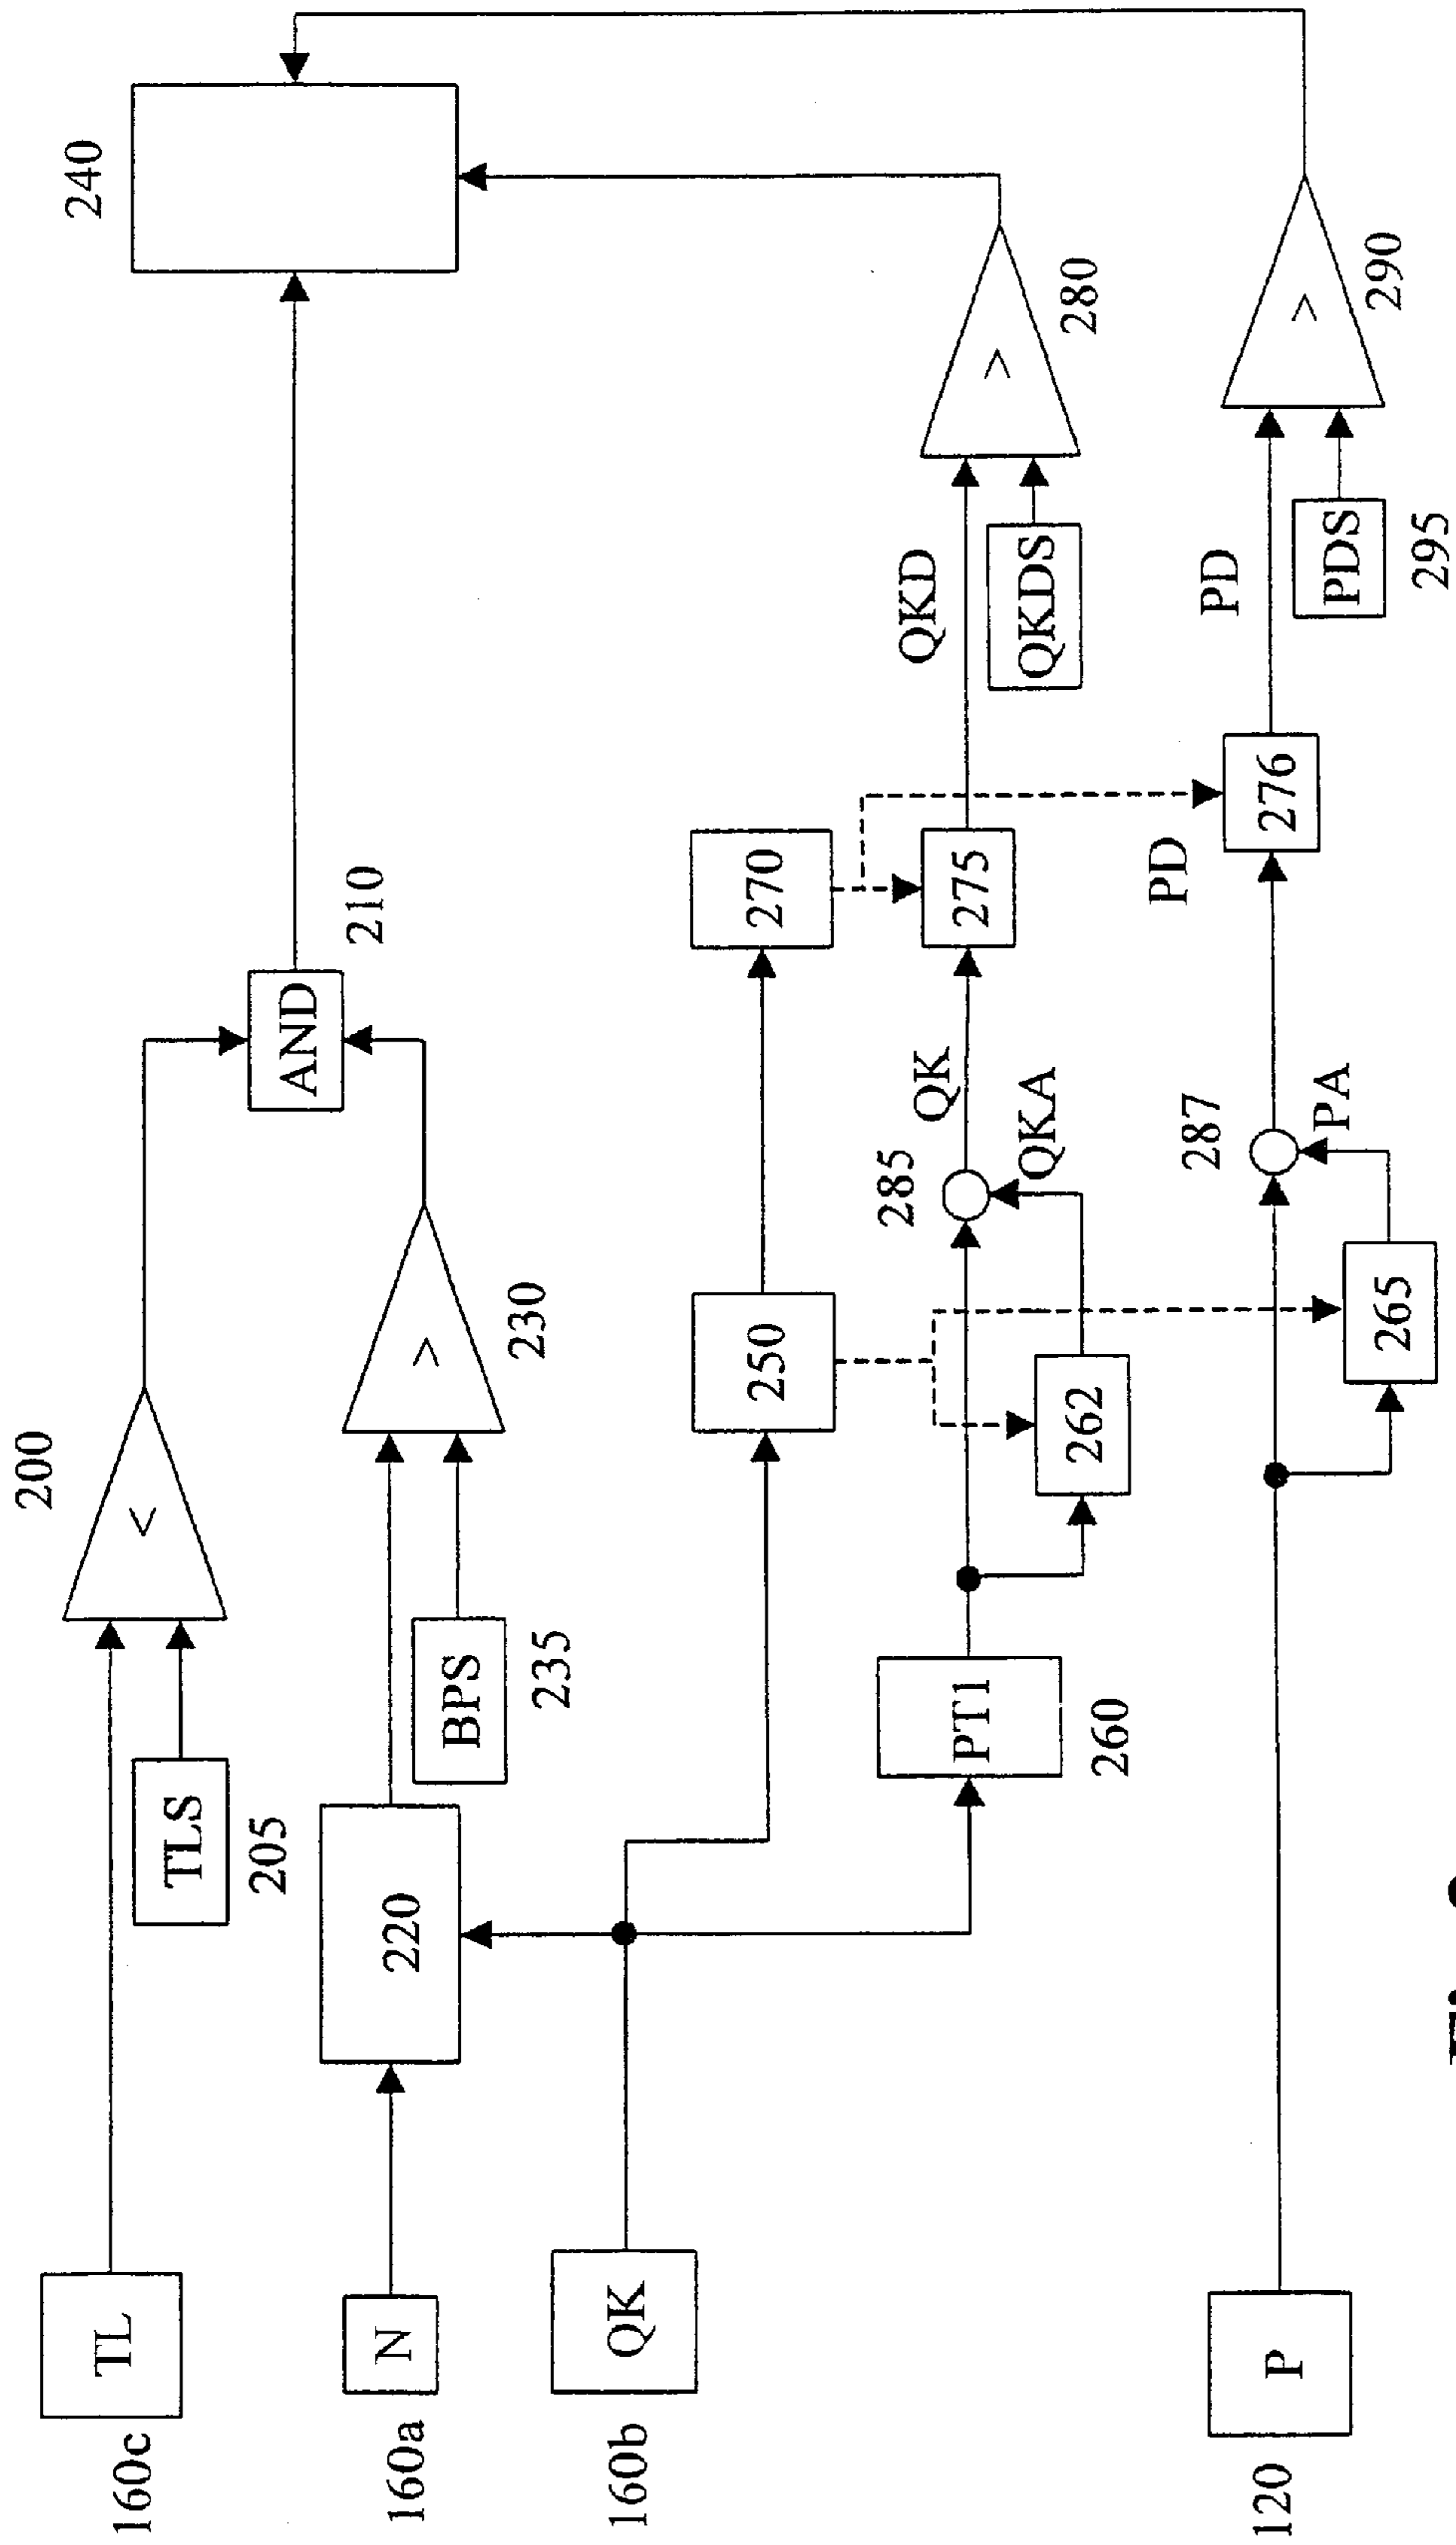 160c
TL
TLS
205
200
<
160a
N
220
BPS
235
230
>
AND
210
240
160b
QK
250
270
PT1
260
262
285
QK
QKA
275
QKD
QKDS
280
>
120
P
265
287
PA
PD
276
PD
PDS
295
290
>